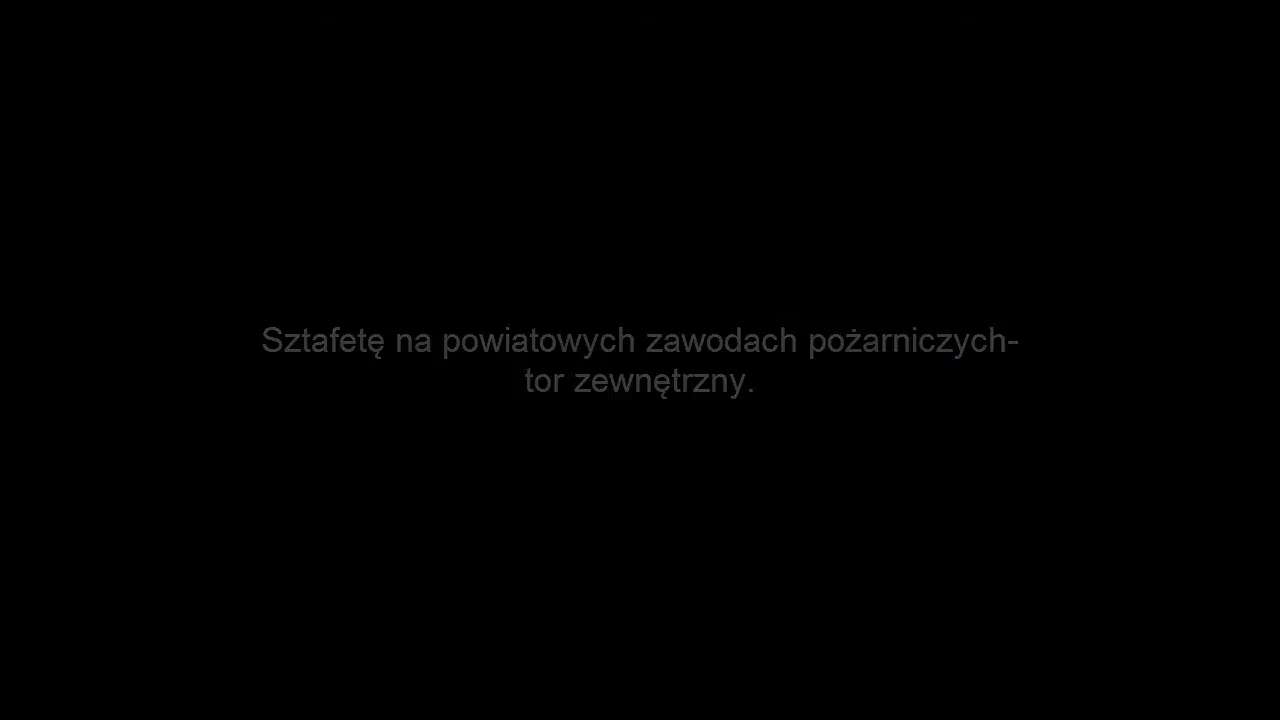 Sztafetę na powiatowych zawodach pożarniczych-
tor zewnętrzny.